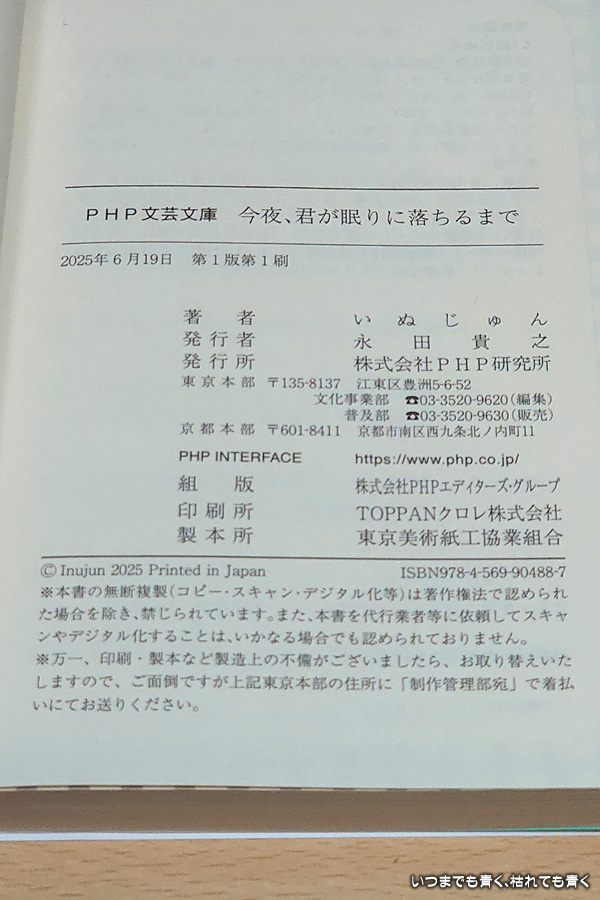 PHP文芸文庫　今夜、君が眠りに落ちるまで
2025年6月19日　第1版第1刷
著者　いぬじゅん
発行者　永田貴之
発行所　株式会社PHP研究所
東京本部　〒135-8137　江東区豊洲5-6-52
文化事業部　☎03-3520-9620(編集)
普及部　☎03-3520-9630(販売)
京都本部　〒601-8411　京都市南区西九条北ノ内町11
PHP INTERFACE　https://www.php.co.jp/
組版　株式会社PHPエディターズ・グループ
印刷所　TOPPANクロレ株式会社
製本所　東京美術紙工協業組合
© Inujun 2025 Printed in Japan　ISBN978-4-569-90488-7
※本書の無断複製(コピー・スキャン・デジタル化等)は著作権法で認められ
た場合を除き、禁じられています。また、本書を代行業者等に依頼してスキャ
ンやデジタル化することは、いかなる場合でも認められておりません。
※万一、印刷・製本など製造上の不備がございましたら、お取り替えいた
しますので、ご面倒ですが上記東京本部の住所に「制作管理部宛」で着払
いにてお送りください。
いつまでも青く、枯れても青く